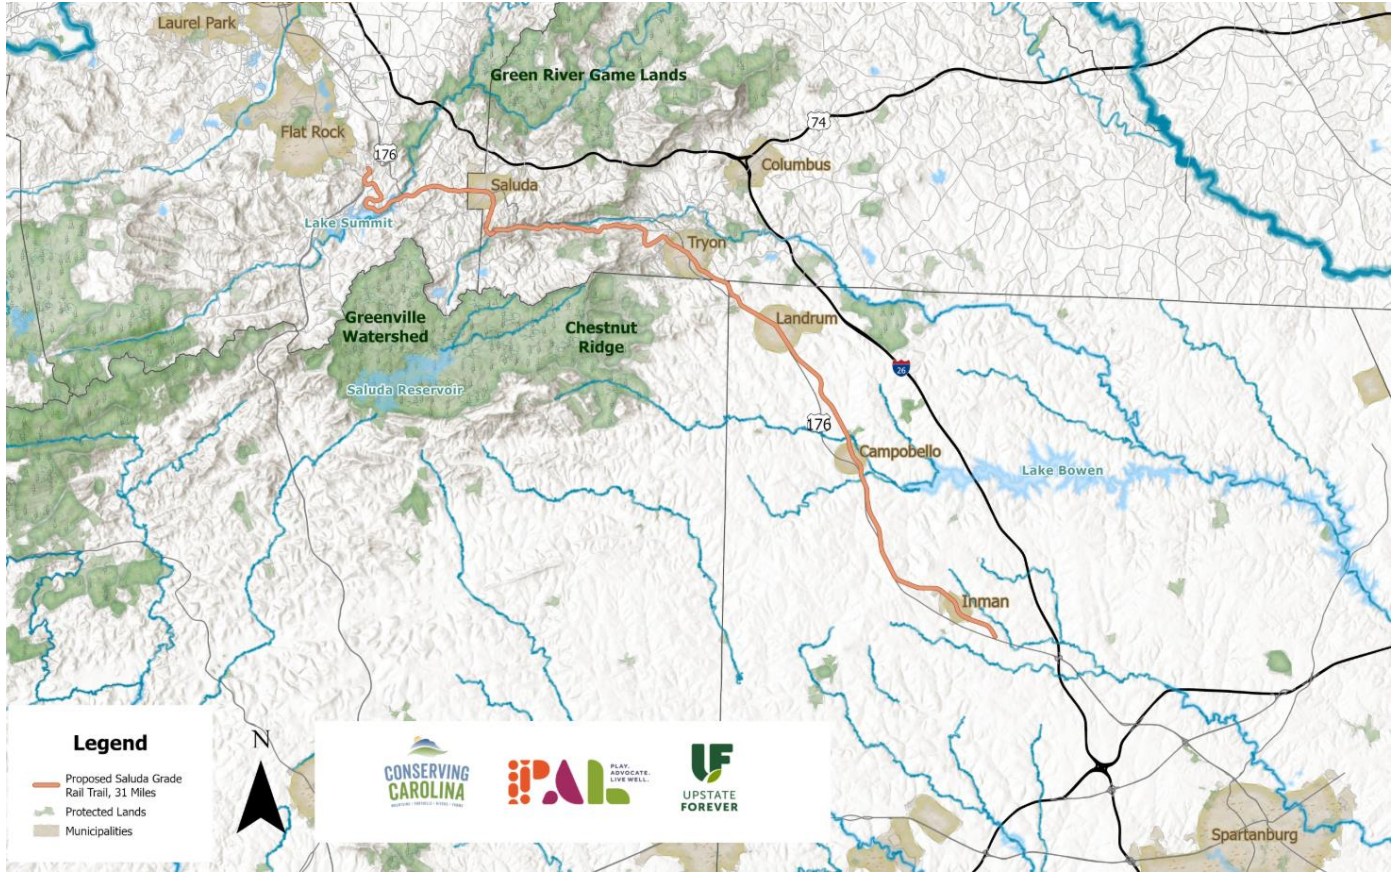 Laurel Park
Green River Game Lands
Flat Rock
176
74
Columbus
Saluda
Lake Summit
Tryon
Greenville
Watershed
Chestnut
Ridge
Landrum
26
Saluda Reservoir
176
Campobello
Lake Bowen
Inman
Legend
Proposed Saluda Grade
Rail Trail, 31 Miles
Protected Lands
Municipalities
N
CONSERVING
CAROLINA
PAL
PLAY.
ADVOCATE.
LIVE WELL.
UF
UPSTATE
FOREVER
Spartanburg